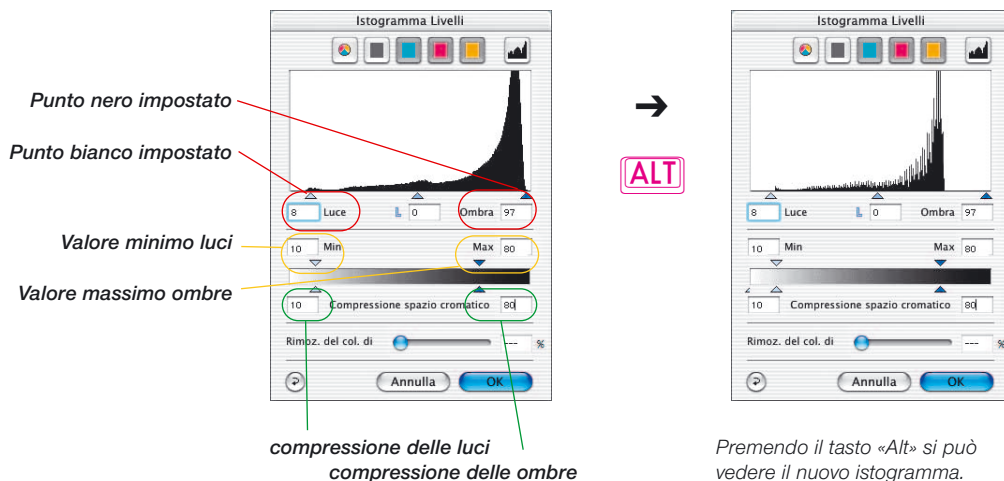 Istogramma Livelli
Punto nero impostato
Punto bianco impostato
8 Luce L 0 Ombra 97
Valore minimo luci
10 Min Max 80
Valore massimo ombre
10 Compressione spazio cromatico 80
Rimoz. del col. di --- %
Annulla OK
compressione delle luci
compressione delle ombre
➔
ALT
Istogramma Livelli
8 Luce L 0 Ombra 97
10 Min Max 80
10 Compressione spazio cromatico 80
Rimoz. del col. di --- %
Annulla OK
Premendo il tasto «Alt» si può
vedere il nuovo istogramma.